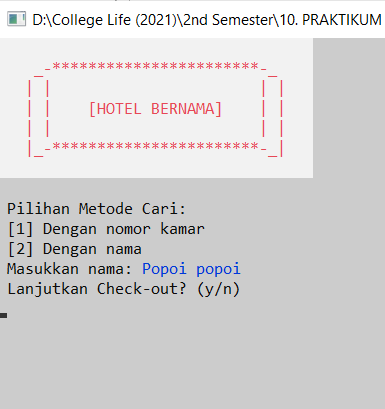 D:\College Life (2021)\2nd Semester\10. PRAKTIKUM
_-***********************-_
| | | |
| | [HOTEL BERNAMA] | |
| | | |
|_-***********************-_|
Pilihan Metode Cari:
[1] Dengan nomor kamar
[2] Dengan nama
Masukkan nama: Popoi popoi
Lanjutkan Check-out? (y/n)